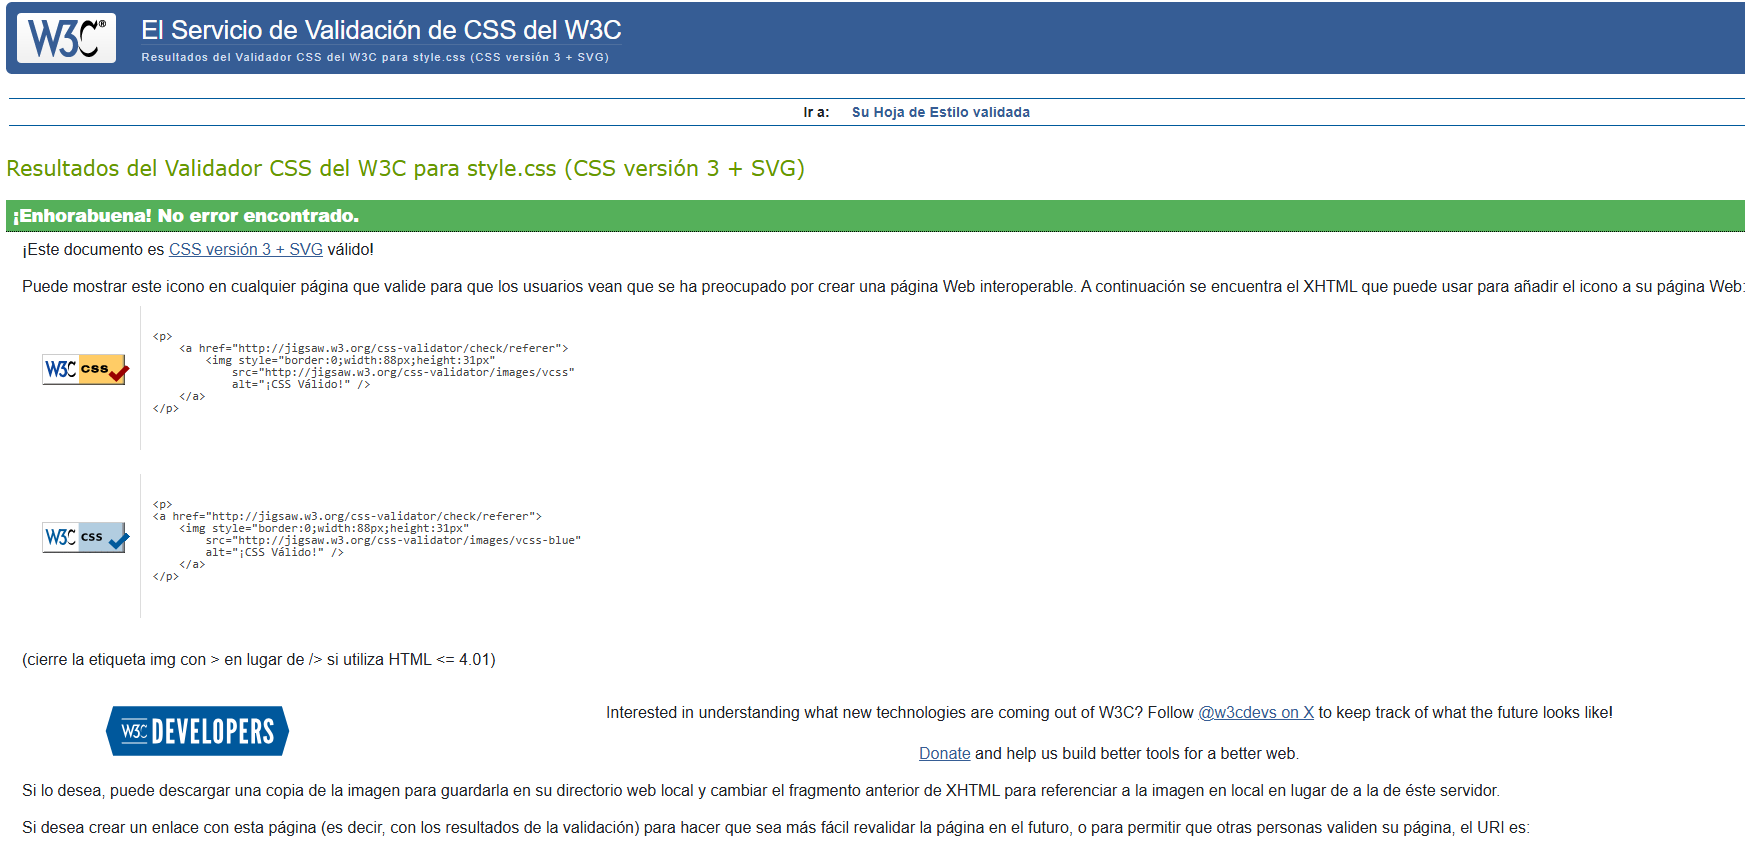 W3C® El Servicio de Validación de CSS del W3C
Resultados del Validador CSS del W3C para style.css (CSS versión 3 + SVG)
Ir a: Su Hoja de Estilo validada
Resultados del Validador CSS del W3C para style.css (CSS versión 3 + SVG)
¡Enhorabuena! No error encontrado.
¡Este documento es CSS versión 3 + SVG válido!
Puede mostrar este icono en cualquier página que valide para que los usuarios vean que se ha preocupado por crear una página Web interoperable. A continuación se encuentra el XHTML que puede usar para añadir el icono a su página Web:
W3C CSS
<p>
<a href="http://jigsaw.w3.org/css-validator/check/referer">
<img style="border:0;width:88px;height:31px"
src="http://jigsaw.w3.org/css-validator/images/vcss"
alt="¡CSS Válido!" />
</a>
</p>
W3C CSS
<p>
<a href="http://jigsaw.w3.org/css-validator/check/referer">
<img style="border:0;width:88px;height:31px"
src="http://jigsaw.w3.org/css-validator/images/vcss-blue"
alt="¡CSS Válido!" />
</a>
</p>
(cierre la etiqueta img con > en lugar de /> si utiliza HTML <= 4.01)
W3C DEVELOPERS
Interested in understanding what new technologies are coming out of W3C? Follow @w3cdevs on X to keep track of what the future looks like!
Donate and help us build better tools for a better web.
Si lo desea, puede descargar una copia de la imagen para guardarla en su directorio web local y cambiar el fragmento anterior de XHTML para referenciar a la imagen en local en lugar de a la de éste servidor.
Si desea crear un enlace con esta página (es decir, con los resultados de la validación) para hacer que sea más fácil revalidar la página en el futuro, o para permitir que otras personas validen su página, el URI es: